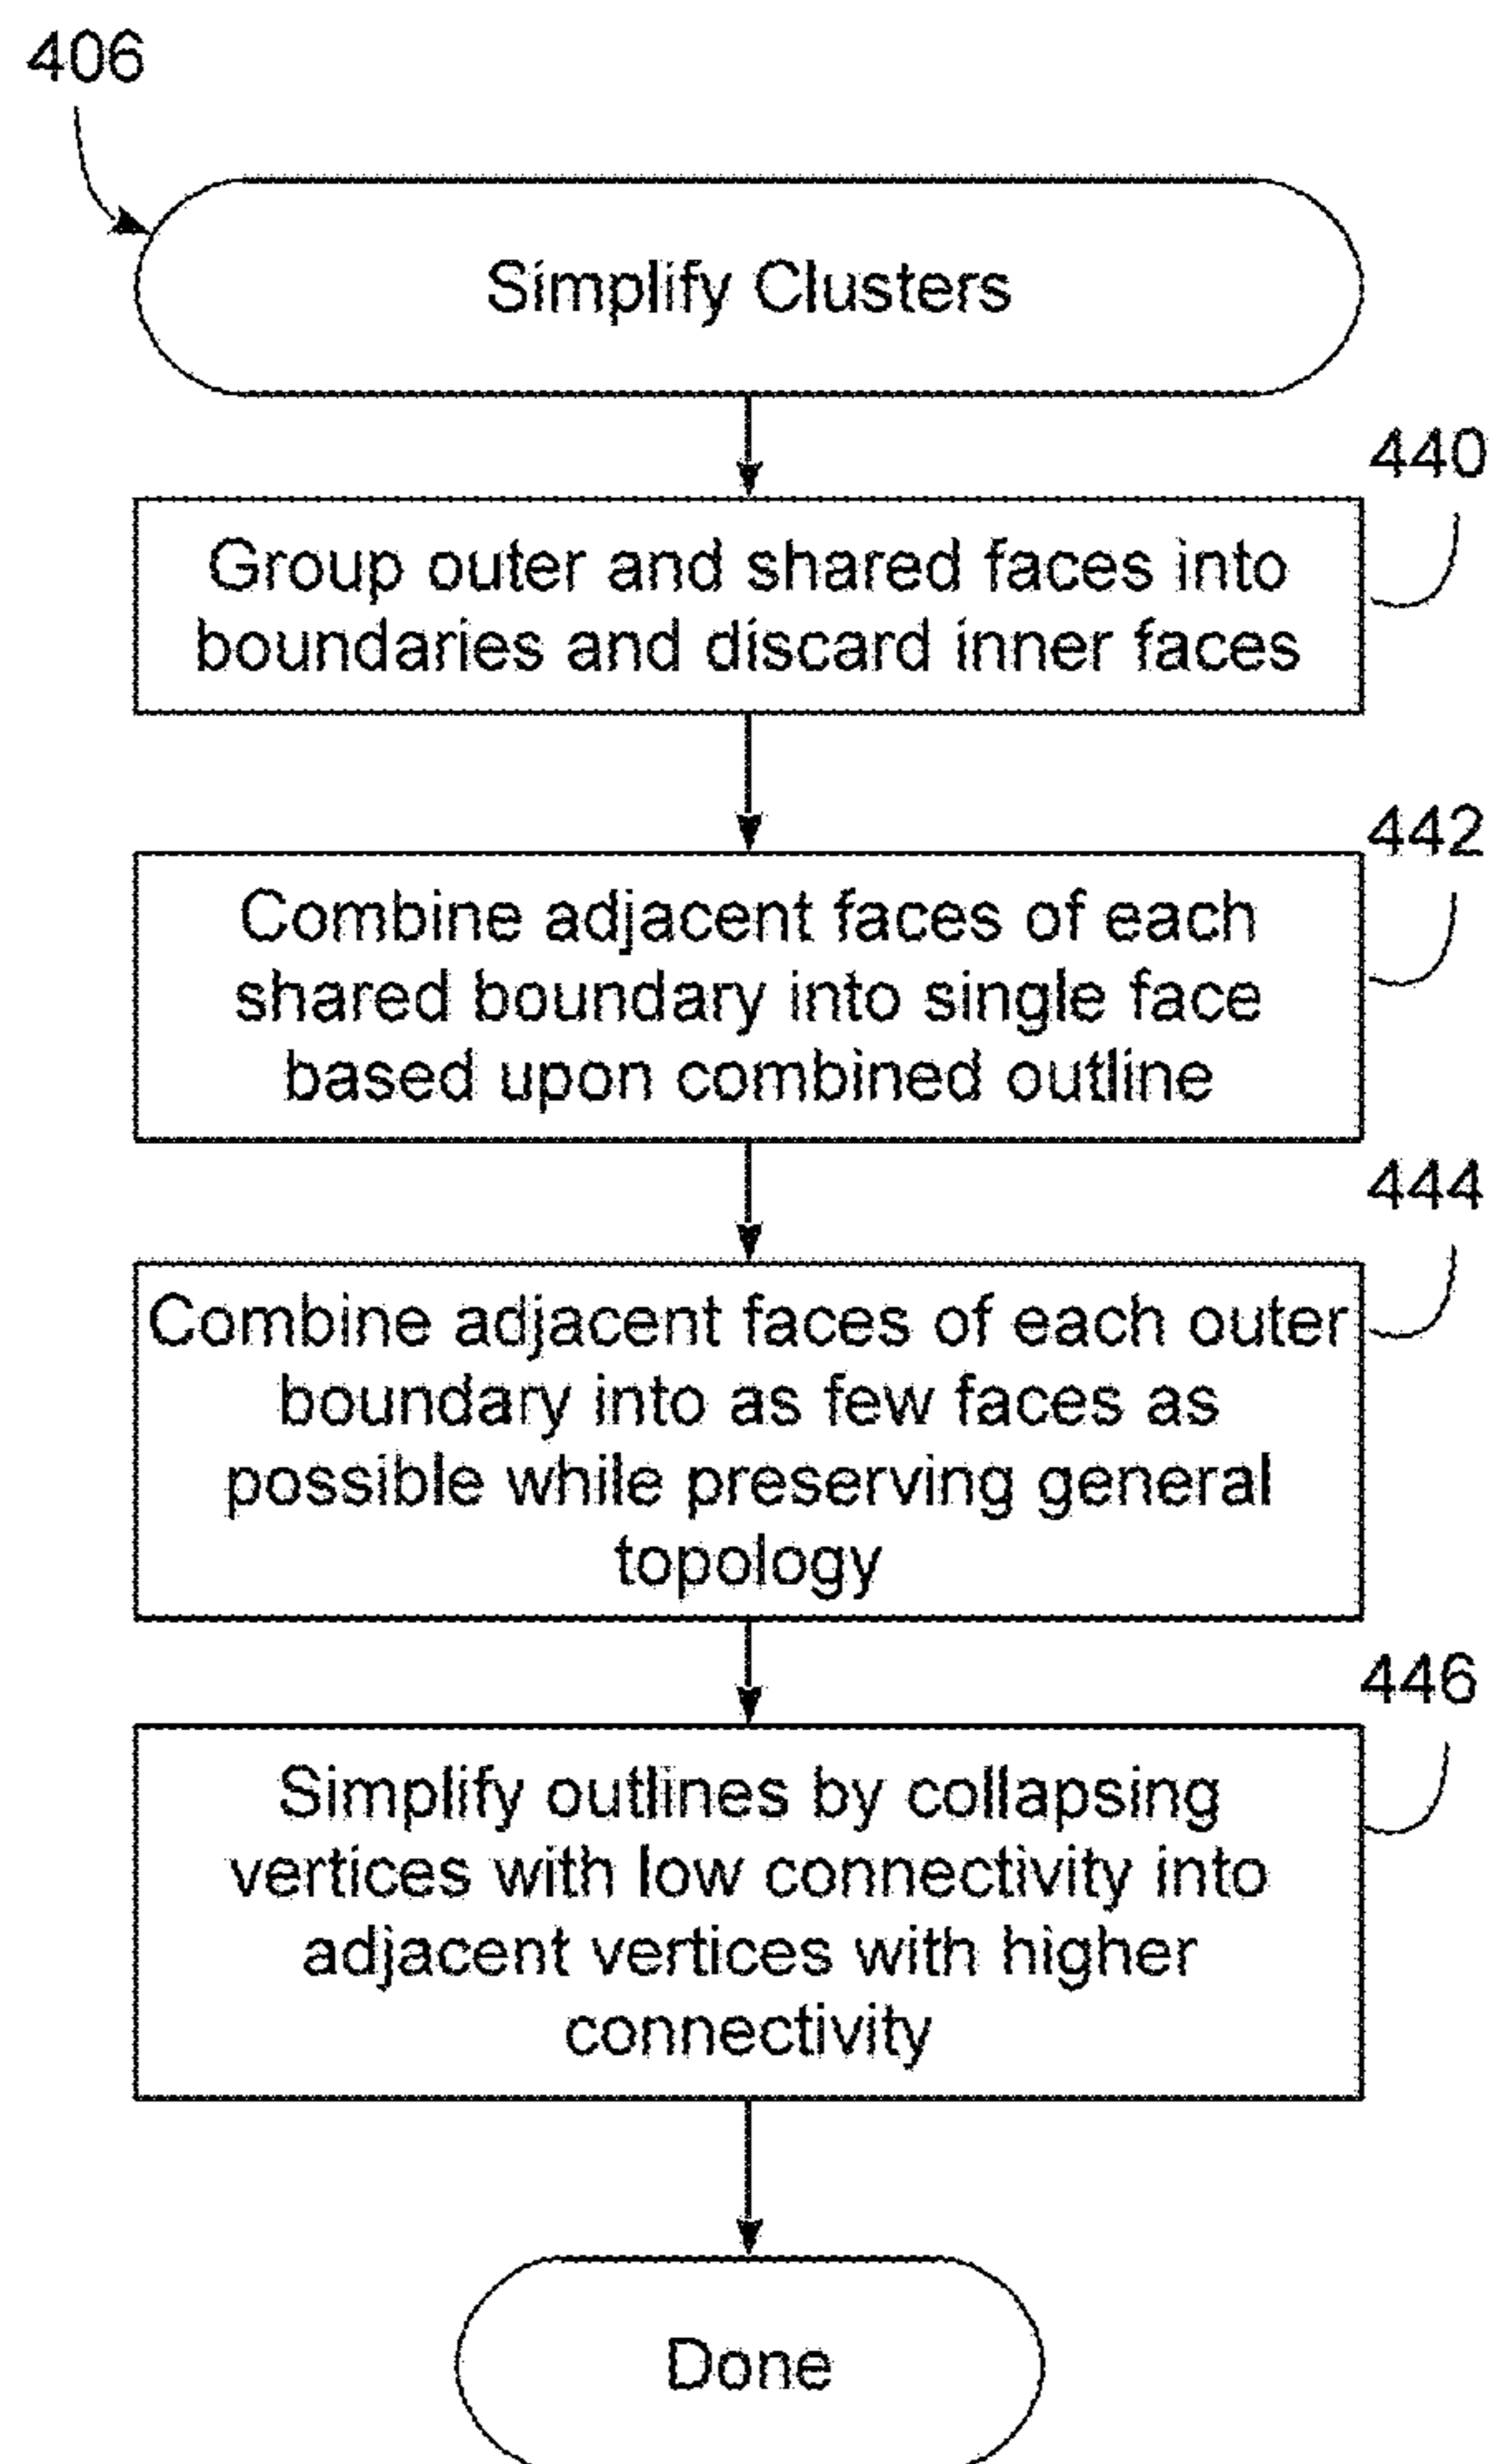 406
Simplify Clusters
440
Group outer and shared faces into
boundaries and discard inner faces
442
Combine adjacent faces of each
shared boundary into single face
based upon combined outline
444
Combine adjacent faces of each outer
boundary into as few faces as
possible while preserving general
topology
446
Simplify outlines by collapsing
vertices with low connectivity into
adjacent vertices with higher
connectivity
Done